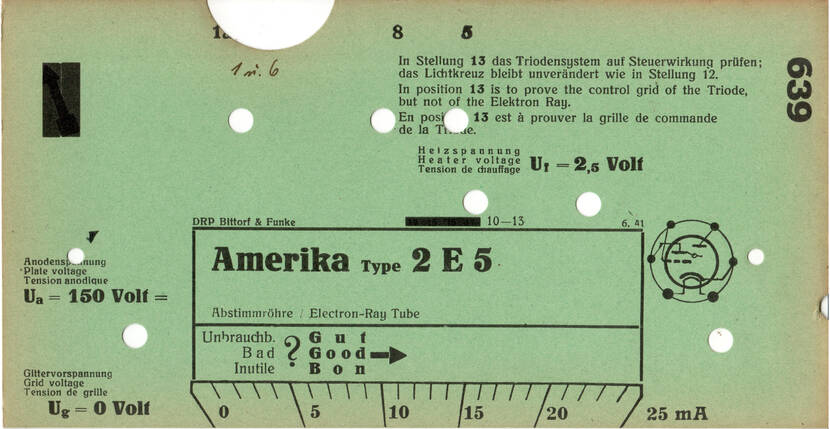 8 5
1 u. 6
In Stellung 13 das Triodensystem auf Steuerwirkung prüfen;
das Lichtkreuz bleibt unverändert wie in Stellung 12.
In position 13 is to prove the control grid of the Triode,
but not of the Elektron Ray.
En 13 est à prouver la grille de commande
de la
639
Heizspannung
Heater voltage
Tension de chauffage
Uf = 2,5 Volt
DRP Bittorf & Funke 10—13 6. 41
Amerika Type 2 E 5
Abstimmröhre / Electron-Ray Tube
Anodenspannung
Plate voltage
Tension anodique
Ua = 150 Volt =
Unbrauchb. Gut
Bad ? Good
Inutile Bon
Gittervorspannung
Grid voltage
Tension de grille
Ug = 0 Volt
0 5 10 15 20 25 mA